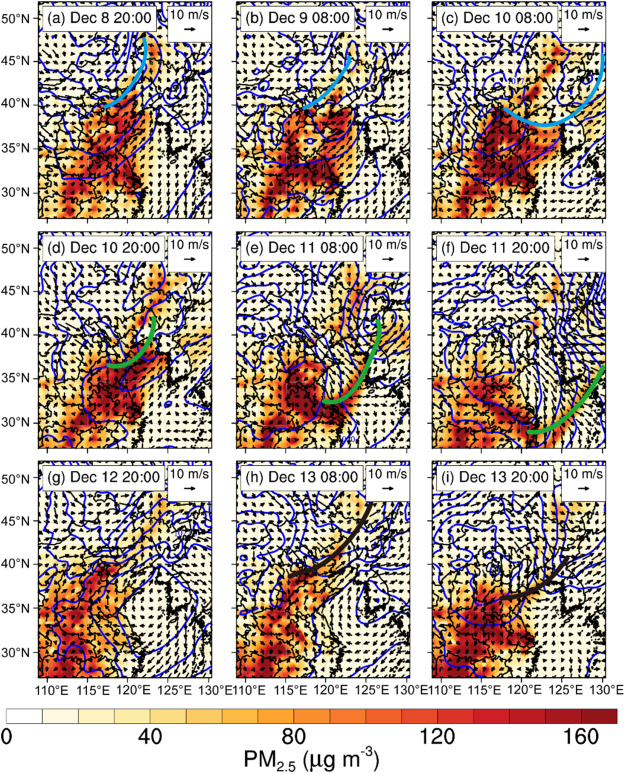 (a) Dec 8 20:00 10 m/s (b) Dec 9 08:00 10 m/s (c) Dec 10 08:00 10 m/s
50°N
45°N
40°N
35°N
30°N
(d) Dec 10 20:00 10 m/s (e) Dec 11 08:00 10 m/s (f) Dec 11 20:00 10 m/s
50°N
45°N
40°N
35°N
30°N
(g) Dec 12 20:00 10 m/s (h) Dec 13 08:00 10 m/s (i) Dec 13 20:00 10 m/s
50°N
45°N
40°N
35°N
30°N
110°E 115°E 120°E 125°E 130°E 110°E 115°E 120°E 125°E 130°E 110°E 115°E 120°E 125°E 130°E
0 40 80 120 160
PM2.5 (µg m-3)